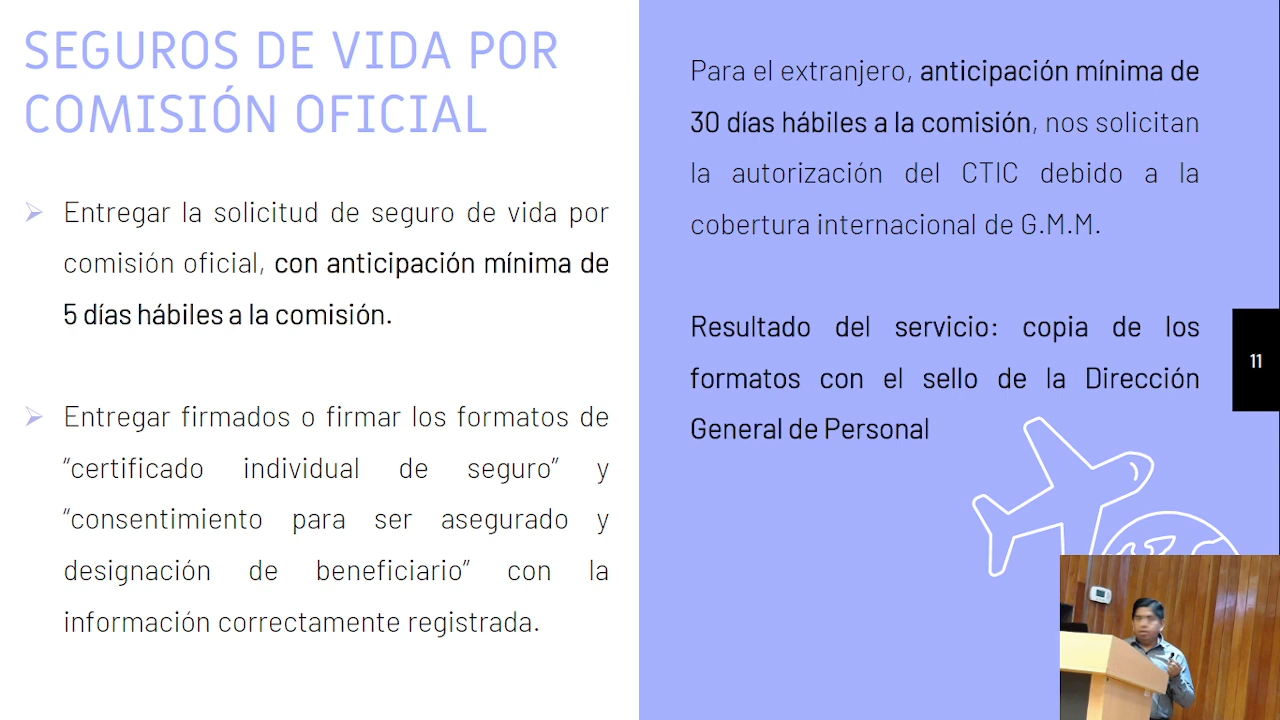 SEGUROS DE VIDA POR
COMISIÓN OFICIAL
Entregar la solicitud de seguro de vida por
comisión oficial, con anticipación mínima de
5 días hábiles a la comisión.
Entregar firmados o firmar los formatos de
“certificado individual de seguro” y
“consentimiento para ser asegurado y
designación de beneficiario” con la
información correctamente registrada.
Para el extranjero, anticipación mínima de
30 días hábiles a la comisión, nos solicitan
la autorización del CTIC debido a la
cobertura internacional de G.M.M.
Resultado del servicio: copia de los
formatos con el sello de la Dirección
General de Personal
11